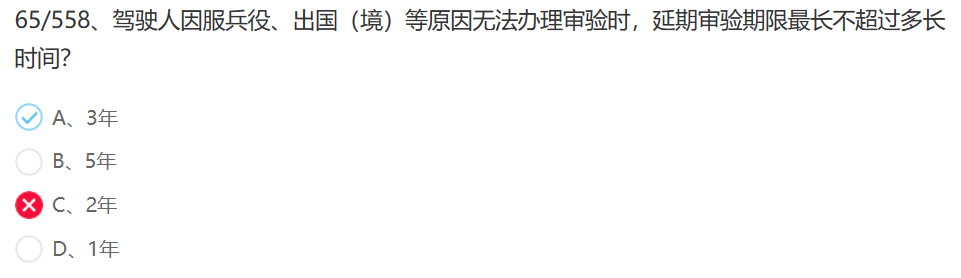 65/558、驾驶人因服兵役、出国（境）等原因无法办理审验时，延期审验期限最长不超过多长
时间？
A、3年
B、5年
C、2年
D、1年